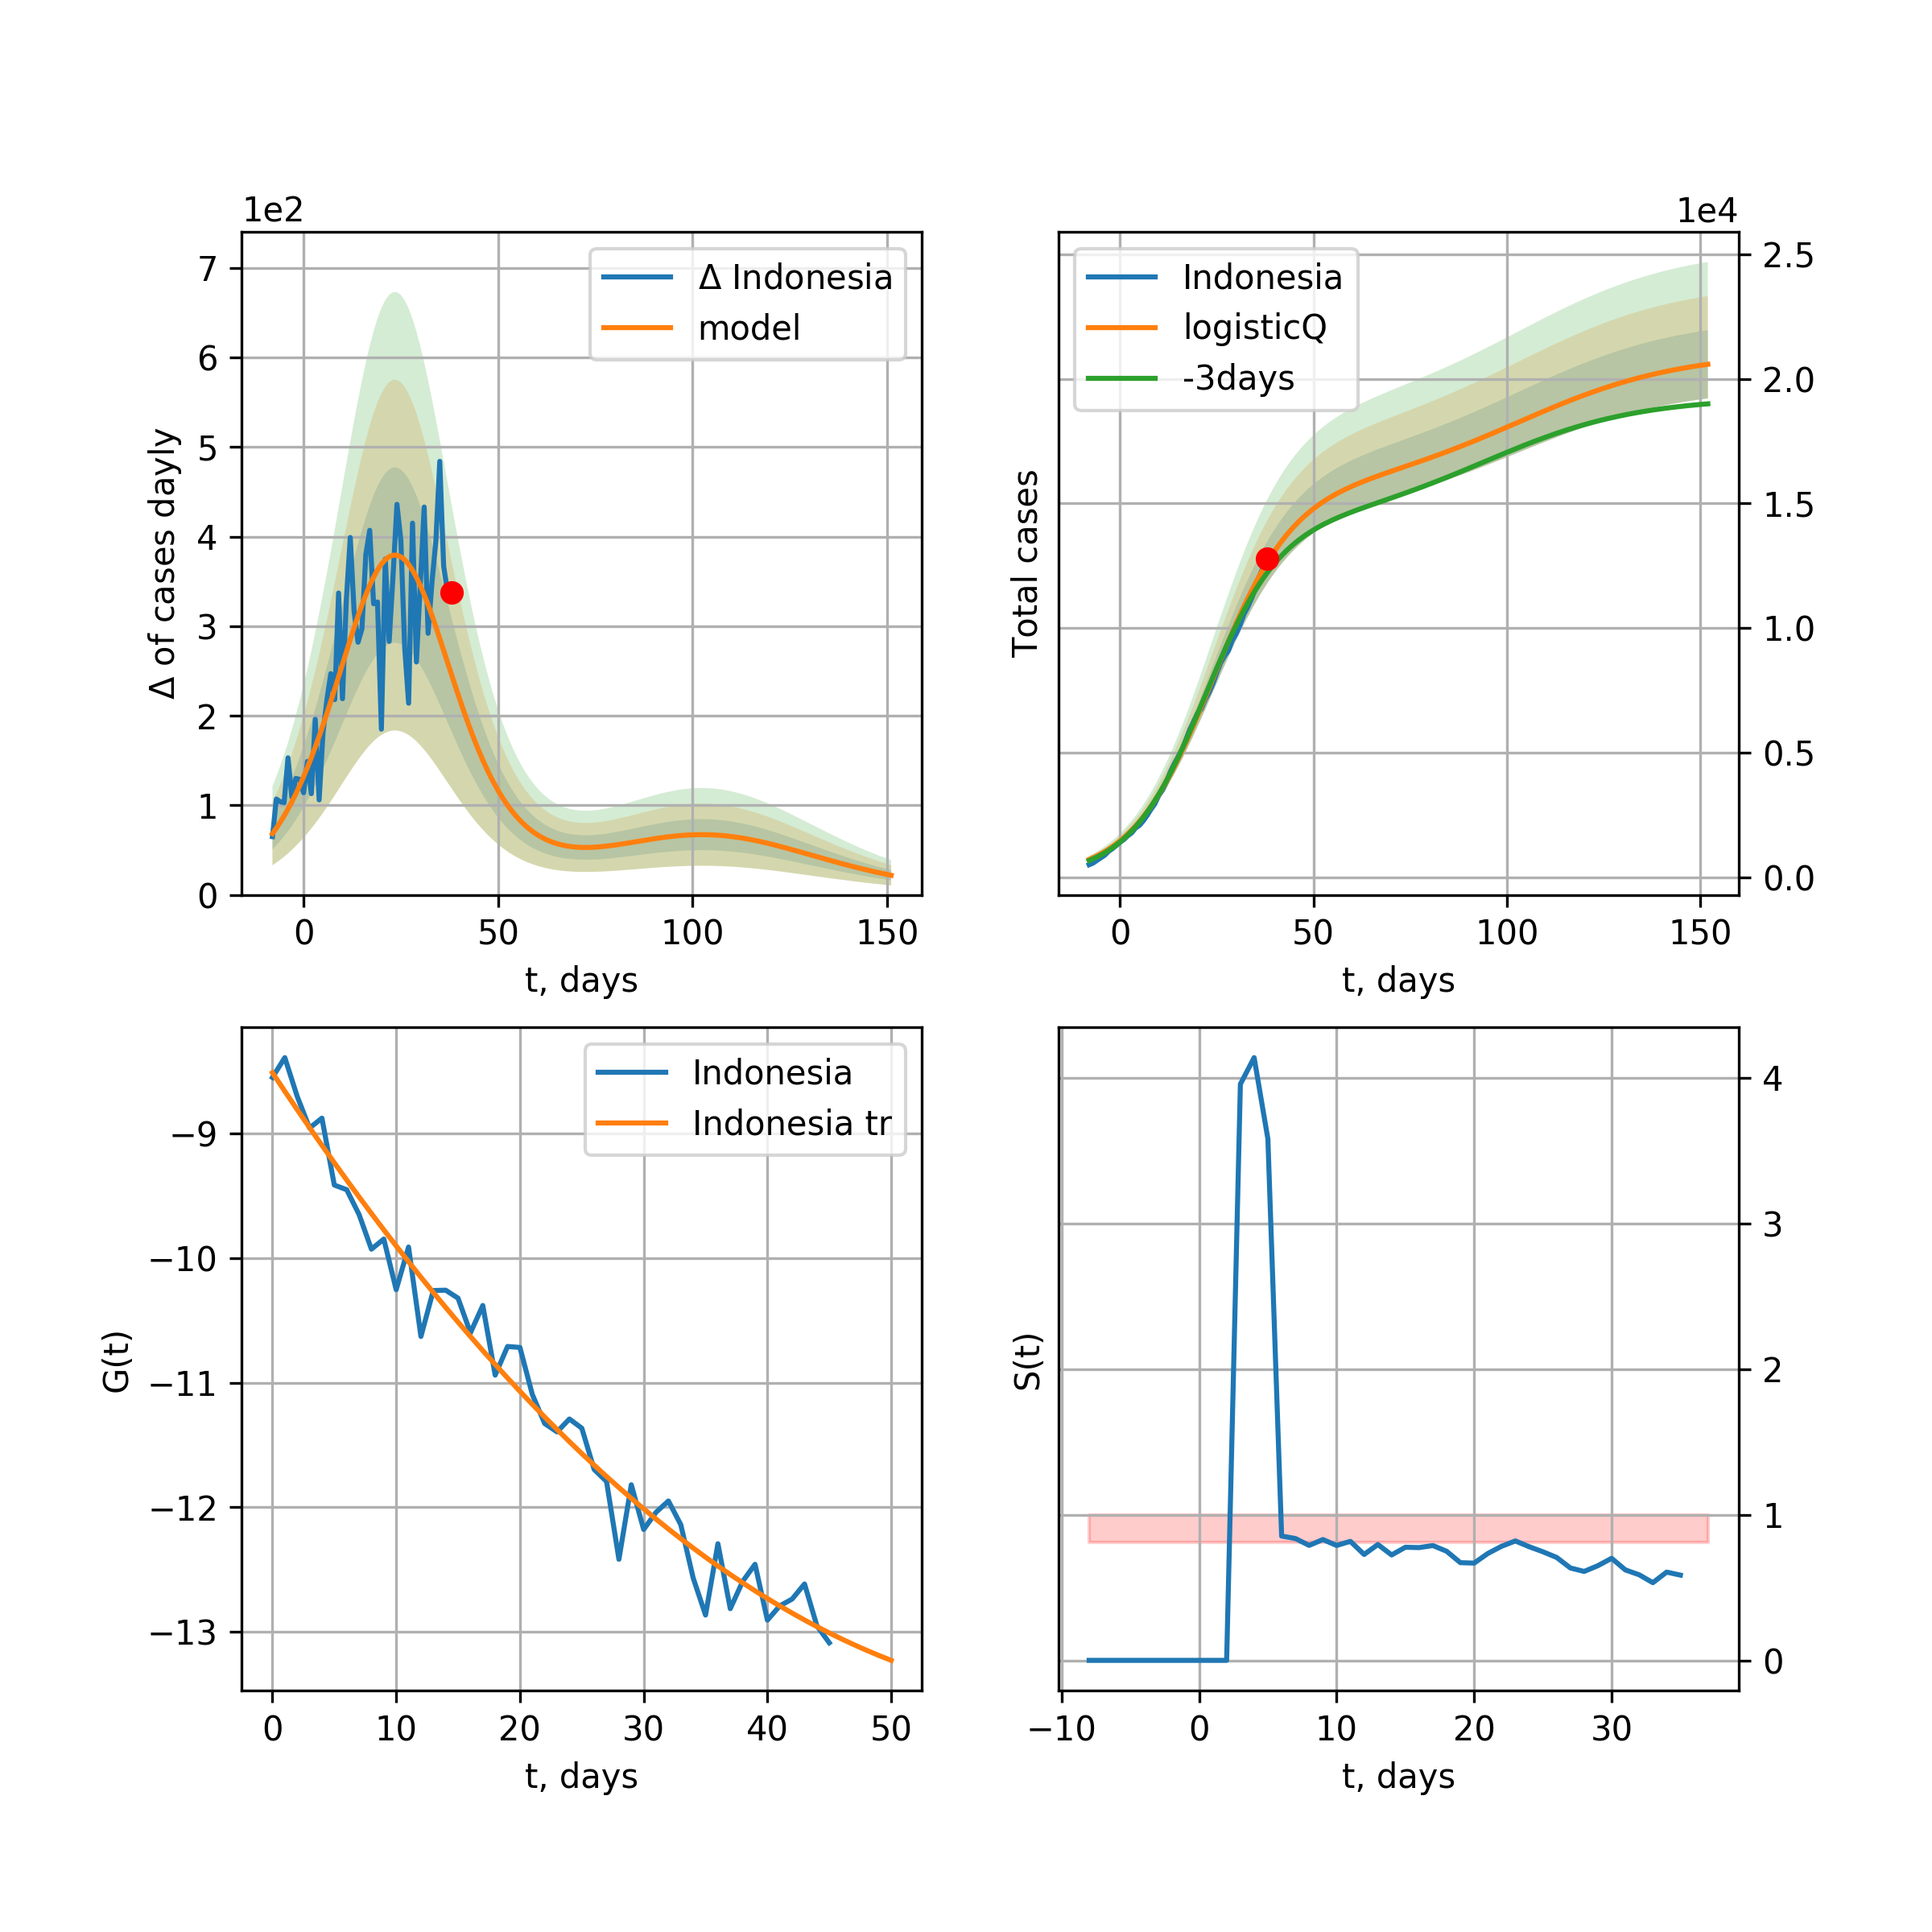 1e2
Δ of cases dayly
7
6
5
4
3
2
1
0
Δ Indonesia
model
0 50 100 150
t, days
1e4
Total cases
Indonesia
logisticQ
-3days
2.5
2.0
1.5
1.0
0.5
0.0
0 50 100 150
t, days
G(t)
−9
−10
−11
−12
−13
Indonesia
Indonesia tr
0 10 20 30 40 50
t, days
S(t)
4
3
2
1
0
−10 0 10 20 30
t, days